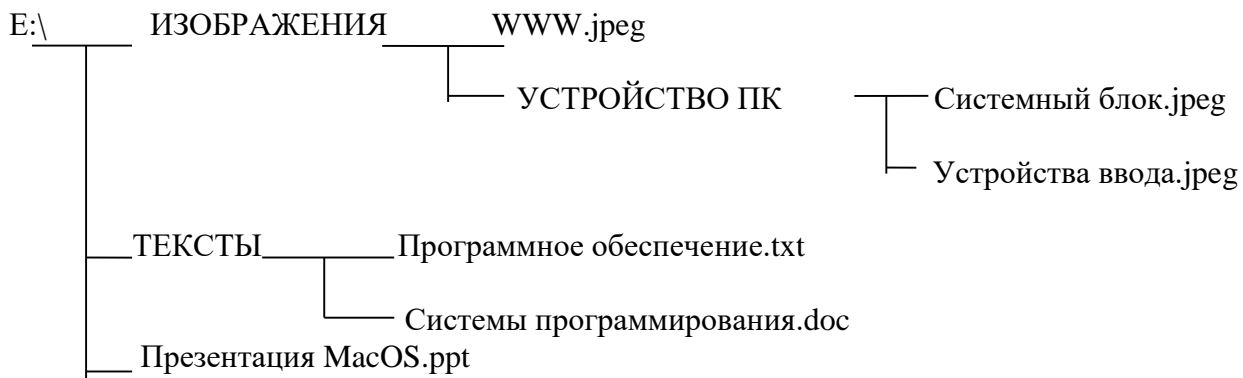 E:\ ИЗОБРАЖЕНИЯ WWW.jpeg
УСТРОЙСТВО ПК Системный блок.jpeg
Устройства ввода.jpeg
ТЕКСТЫ Программное обеспечение.txt
Системы программирования.doc
Презентация MacOS.ppt